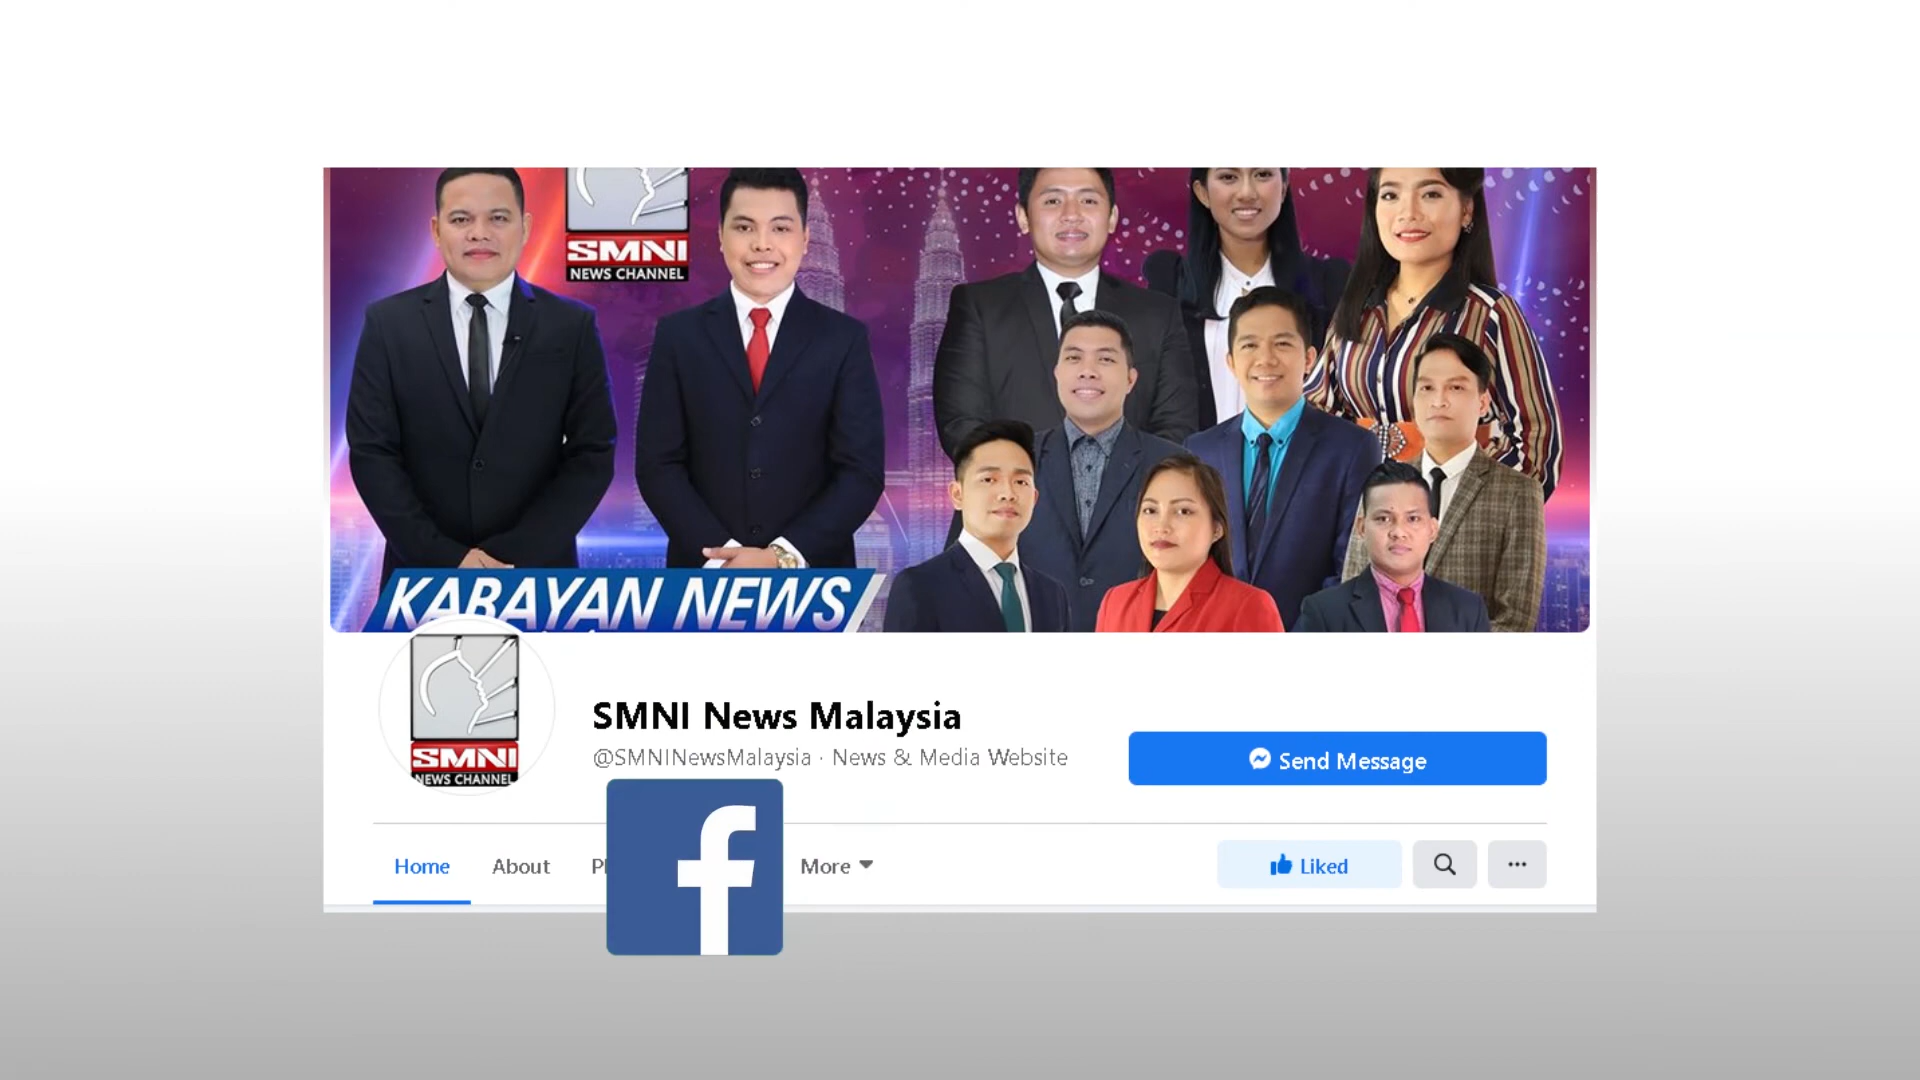 SMNI
NEWS CHANNEL
KABAYAN NEWS
SMNI
NEWS CHANNEL
SMNI News Malaysia
@SMNINewsMalaysia · News & Media Website
Send Message
Home
About
More
Liked